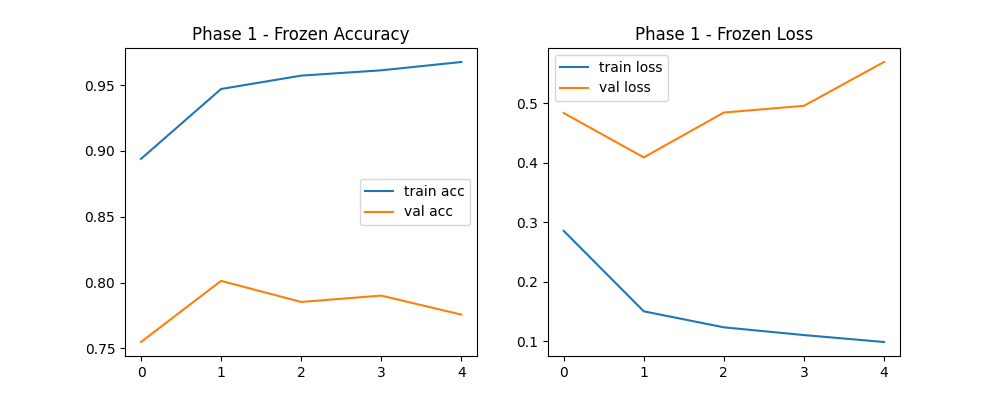 Phase 1 - Frozen Accuracy
0.95
0.90
0.85
0.80
0.75
train acc
val acc
0 1 2 3 4
Phase 1 - Frozen Loss
train loss
val loss
0.5
0.4
0.3
0.2
0.1
0 1 2 3 4